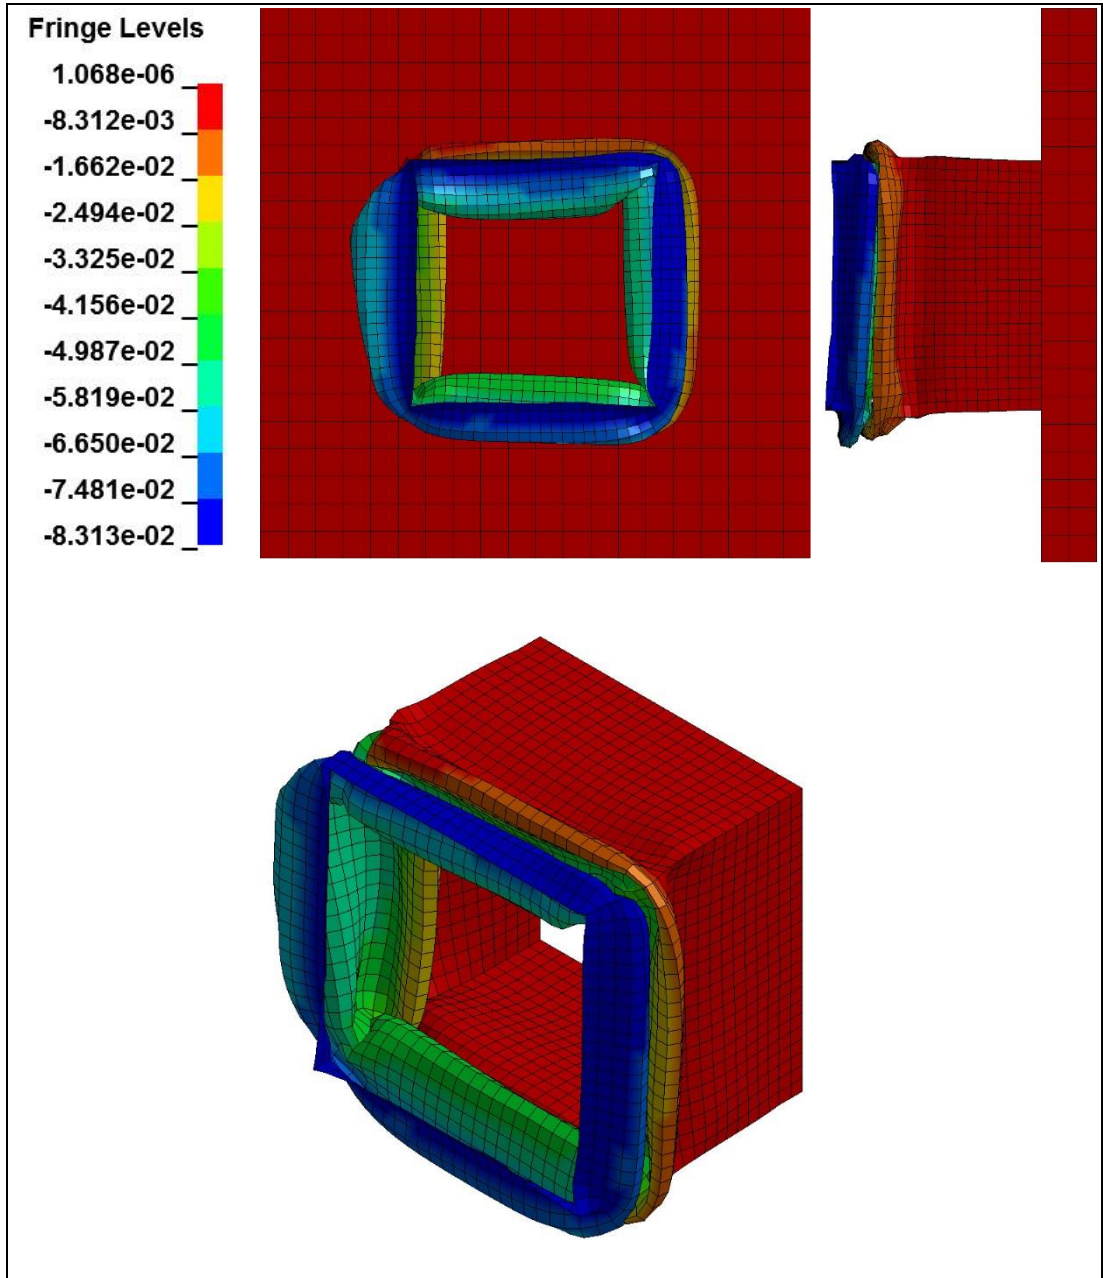 Fringe Levels
1.068e-06 _
-8.312e-03 _
-1.662e-02 _
-2.494e-02 _
-3.325e-02 _
-4.156e-02 _
-4.987e-02 _
-5.819e-02 _
-6.650e-02 _
-7.481e-02 _
-8.313e-02 _